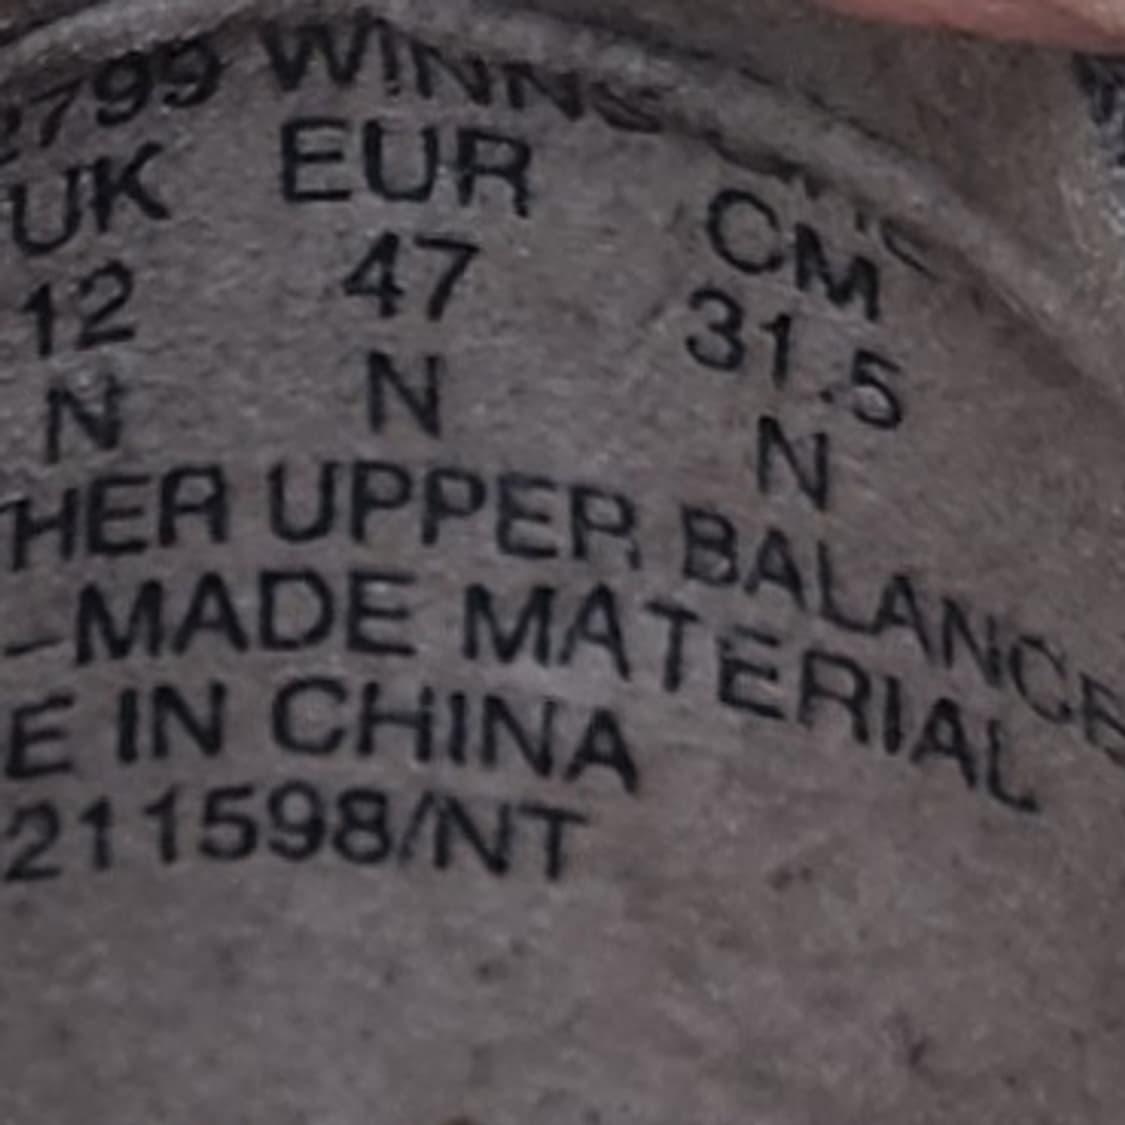 2799 WINNS
UK EUR CM
12 47 31.5
N N N
HER UPPER BALANCE
-MADE MATERIAL
E IN CHINA
211598/NT